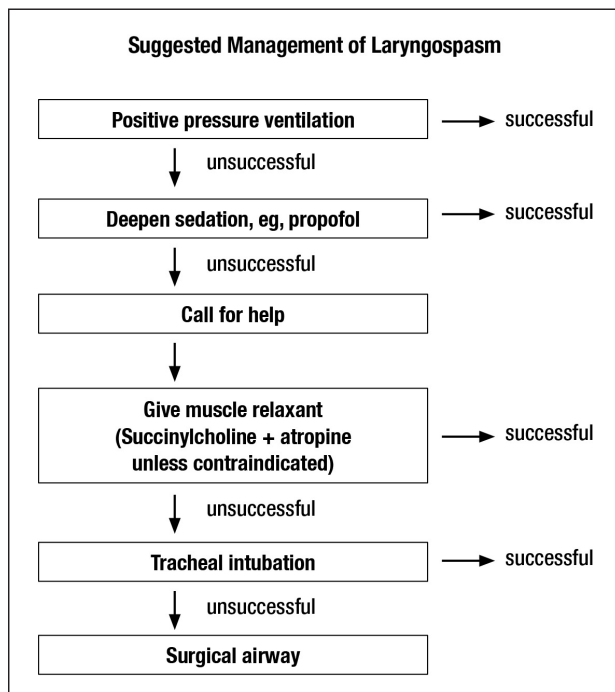 Suggested Management of Laryngospasm
Positive pressure ventilation
successful
unsuccessful
Deepen sedation, eg, propofol
successful
unsuccessful
Call for help
Give muscle relaxant
(Succinylcholine + atropine
unless contraindicated)
successful
unsuccessful
Tracheal intubation
successful
unsuccessful
Surgical airway